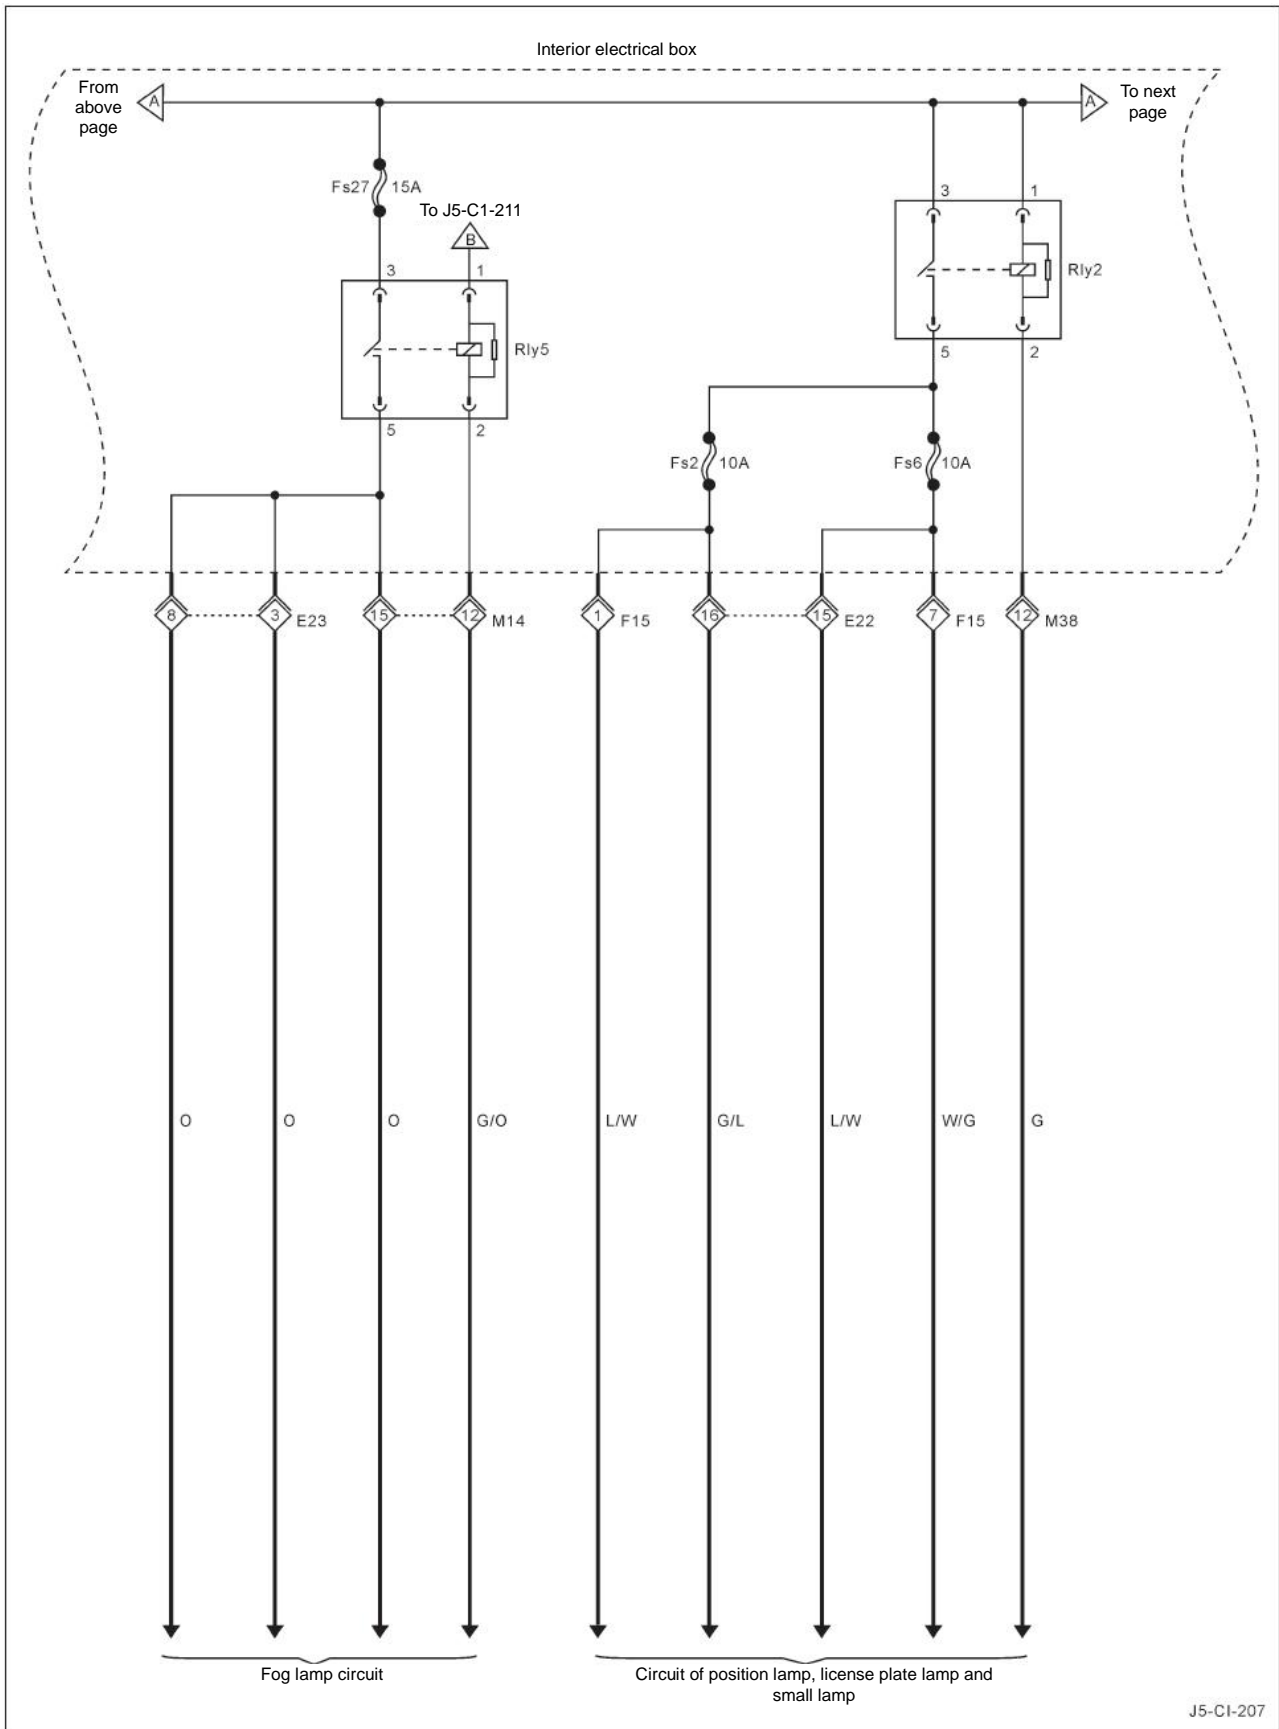 Interior electrical box
From
above
page
A
A
To next
page
Fs27
15A
To J5-C1-211
B
3
1
3
1
Rly2
Rly5
5
2
5
2
Fs2
10A
Fs6
10A
8
3
E23
15
12
M14
1
F15
16
15
E22
7
F15
12
M38
O
O
O
G/O
L/W
G/L
L/W
W/G
G
Fog lamp circuit
Circuit of position lamp, license plate lamp and
small lamp
J5-CI-207